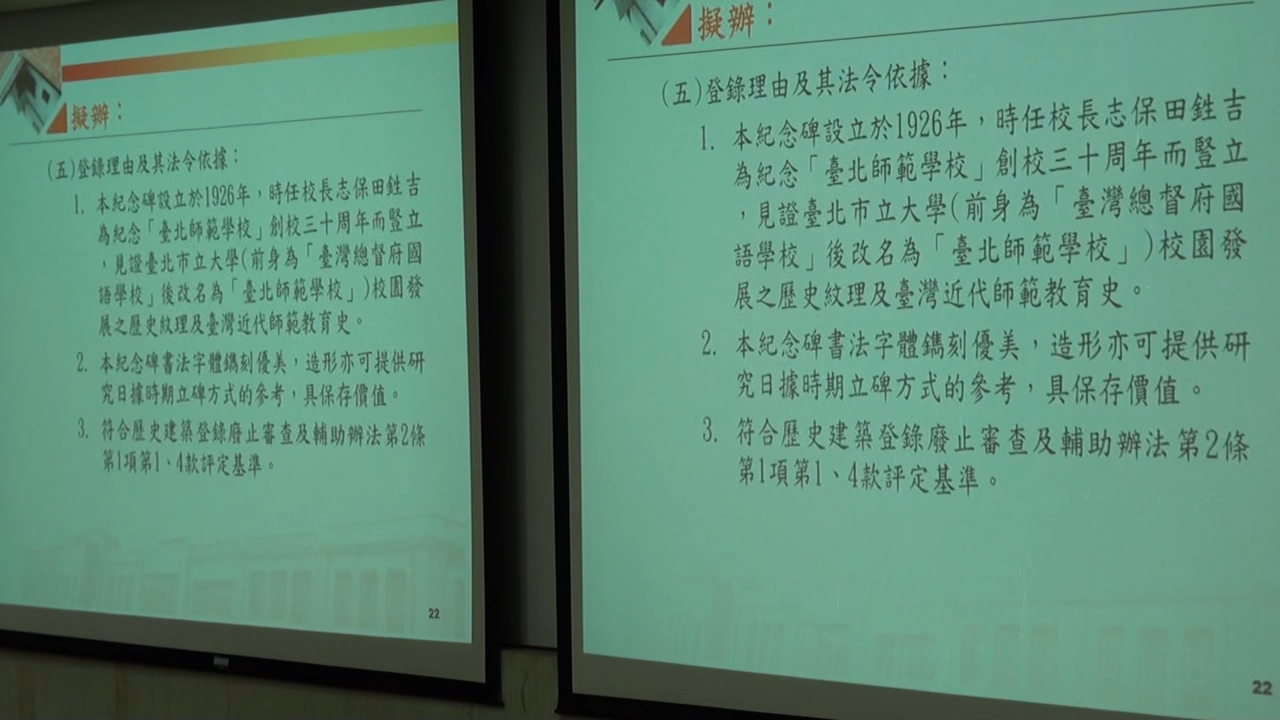 擬辦：
(五)登錄理由及其法令依據：
1. 本紀念碑設立於1926年，時任校長志保田鉎吉
為紀念「臺北師範學校」創校三十周年而豎立
，見證臺北市立大學(前身為「臺灣總督府國
語學校」後改名為「臺北師範學校」)校園發
展之歷史紋理及臺灣近代師範教育史。
2. 本紀念碑書法字體鐫刻優美，造形亦可提供研
究日據時期立碑方式的參考，具保存價值。
3. 符合歷史建築登錄廢止審查及輔助辦法第2條
第1項第1、4款評定基準。
22
擬辦：
(五)登錄理由及其法令依據：
1. 本紀念碑設立於1926年，時任校長志保田鉎吉
為紀念「臺北師範學校」創校三十周年而豎立
，見證臺北市立大學(前身為「臺灣總督府國
語學校」後改名為「臺北師範學校」)校園發
展之歷史紋理及臺灣近代師範教育史。
2. 本紀念碑書法字體鐫刻優美，造形亦可提供研
究日據時期立碑方式的參考，具保存價值。
3. 符合歷史建築登錄廢止審查及輔助辦法第2條
第1項第1、4款評定基準。
22